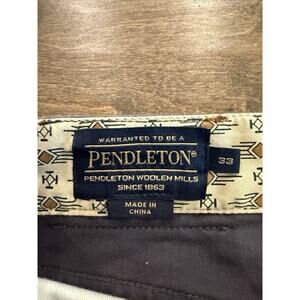 WARRANTED TO BE A
PENDLETON®
33
PENDLETON WOOLEN MILLS
SINCE 1863
MADE IN
CHINA